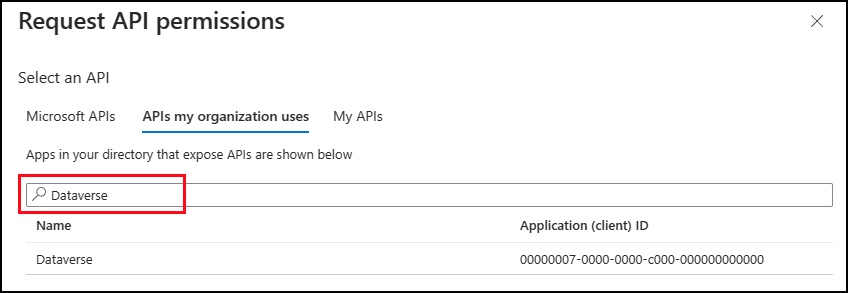 Request API permissions
Select an API
Microsoft APIs APIs my organization uses My APIs
Apps in your directory that expose APIs are shown below
Dataverse
Name Application (client) ID
Dataverse 00000007-0000-0000-c000-000000000000